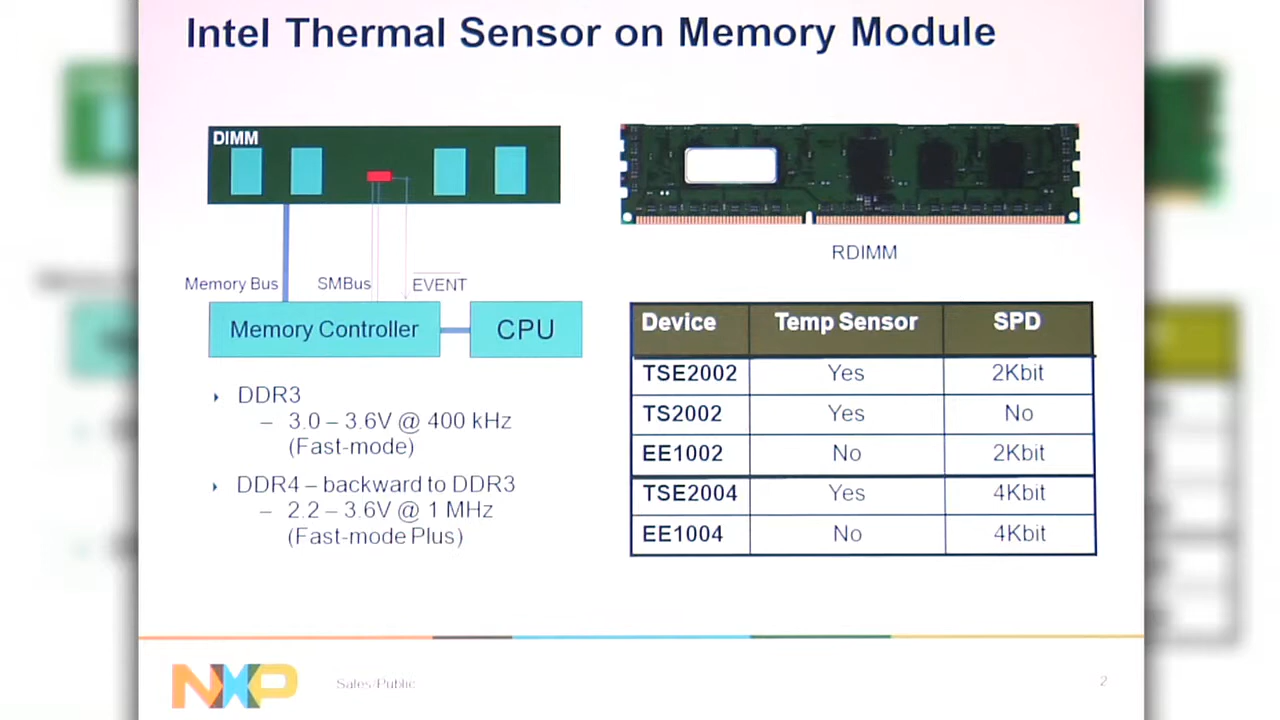 Intel Thermal Sensor on Memory Module
DIMM
Memory Bus
SMBus
EVENT
Memory Controller
CPU
RDIMM
DDR3
– 3.0 – 3.6V @ 400 kHz
(Fast-mode)
DDR4 – backward to DDR3
– 2.2 – 3.6V @ 1 MHz
(Fast-mode Plus)
Device Temp Sensor SPD
TSE2002 Yes 2Kbit
TS2002 Yes No
EE1002 No 2Kbit
TSE2004 Yes 4Kbit
EE1004 No 4Kbit
NXP
Sales/Public
2